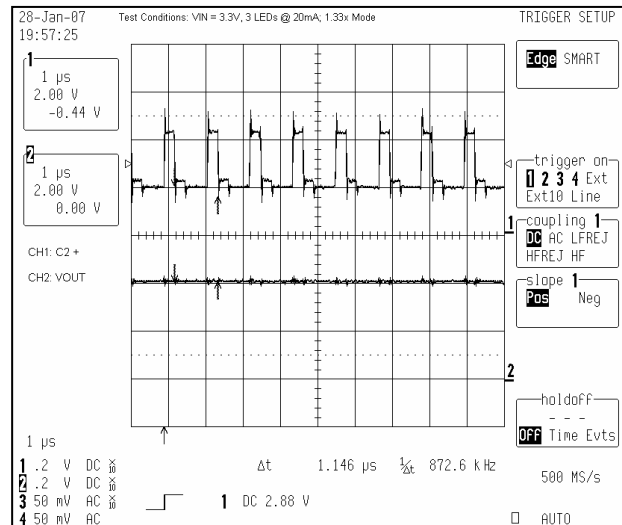 28-Jan-07
19:57:25
Test Conditions: VIN = 3.3V, 3 LEDs @ 20mA; 1.33x Mode
TRIGGER SETUP
1
1 µs
2.00 V
-0.44 V
2
1 µs
2.00 V
0.00 V
CH1: C2 +
CH2: VOUT
Edge SMART
trigger on
1 2 3 4 Ext
Ext10 Line
1
coupling 1
DC AC LFREJ
HFREJ HF
slope 1
Pos Neg
2
holdoff
- - -
Off Time Evts
1 µs
1 .2 V DC ×10
2 .2 V DC ×10
3 50 mV AC ×10
4 50 mV AC
Δt 1.146 µs 1/Δt 872.6 kHz
1 DC 2.88 V
500 MS/s
AUTO